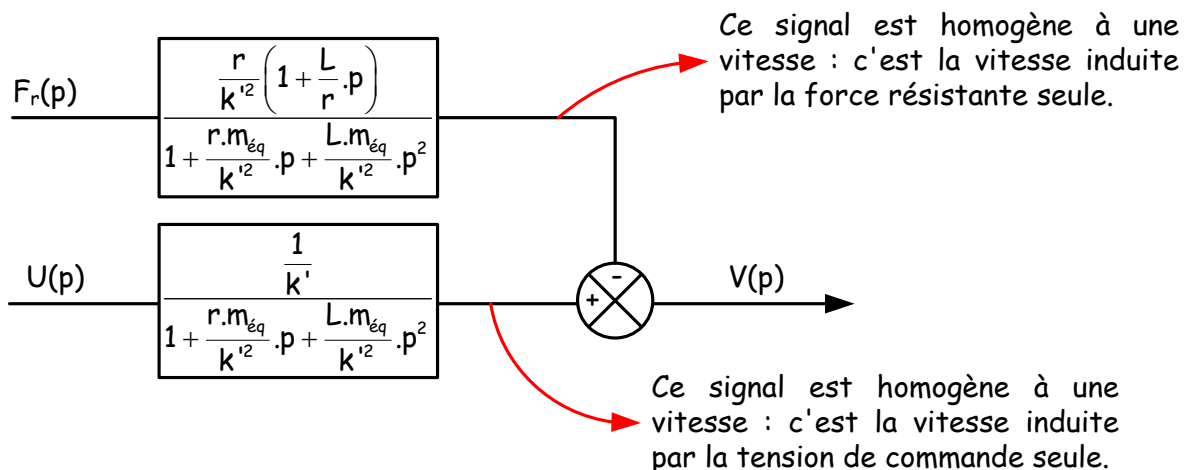 Ce signal est homogène à une
vitesse : c'est la vitesse induite
par la force résistante seule.
Fr(p)
r/k'² (1 + L/r .p)
1 + r.méq/k'² .p + L.méq/k'² .p²
-
U(p)
1/k'
1 + r.méq/k'² .p + L.méq/k'² .p²
+
V(p)
Ce signal est homogène à une
vitesse : c'est la vitesse induite
par la tension de commande seule.